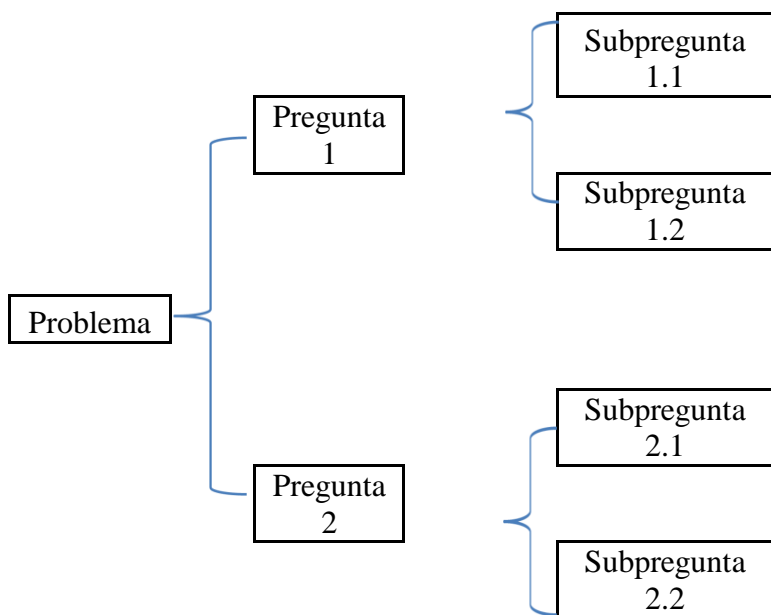 Subpregunta
1.1
Pregunta
1
Subpregunta
1.2
Problema
Subpregunta
2.1
Pregunta
2
Subpregunta
2.2